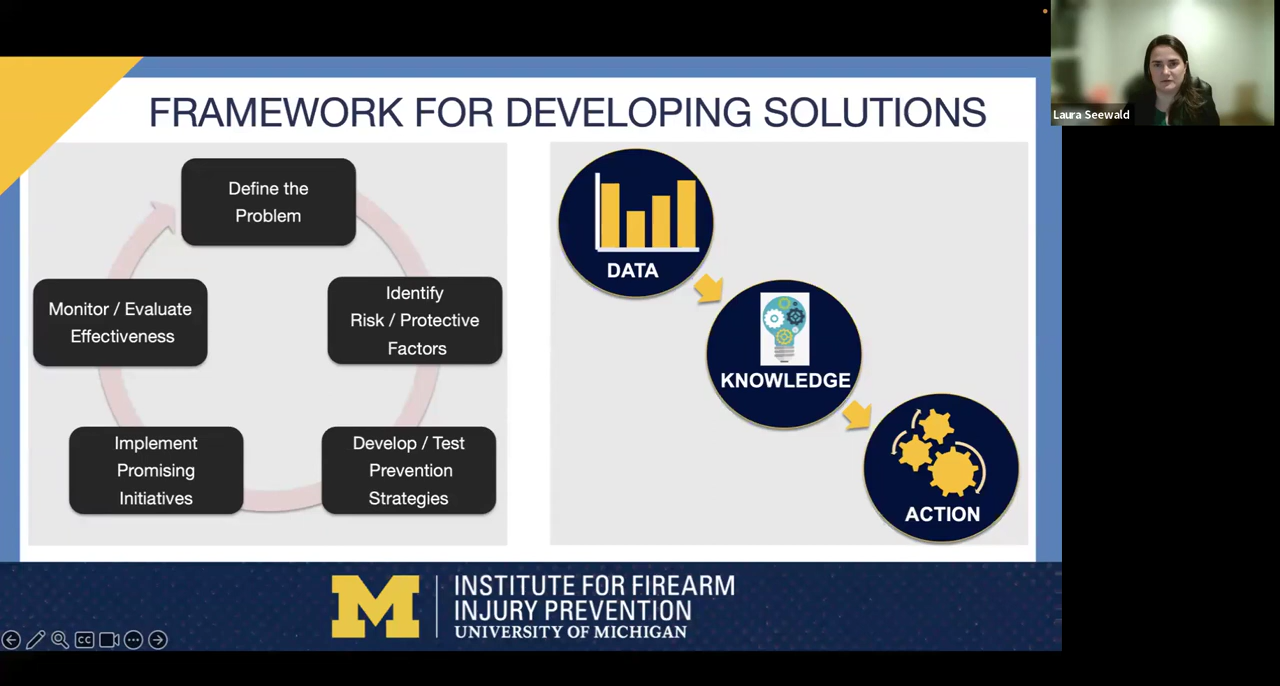 FRAMEWORK FOR DEVELOPING SOLUTIONS
Define the
Problem
Identify
Risk / Protective
Factors
Develop / Test
Prevention
Strategies
Implement
Promising
Initiatives
Monitor / Evaluate
Effectiveness
DATA
KNOWLEDGE
ACTION
M
INSTITUTE FOR FIREARM
INJURY PREVENTION
UNIVERSITY OF MICHIGAN
CC
Laura Seewald